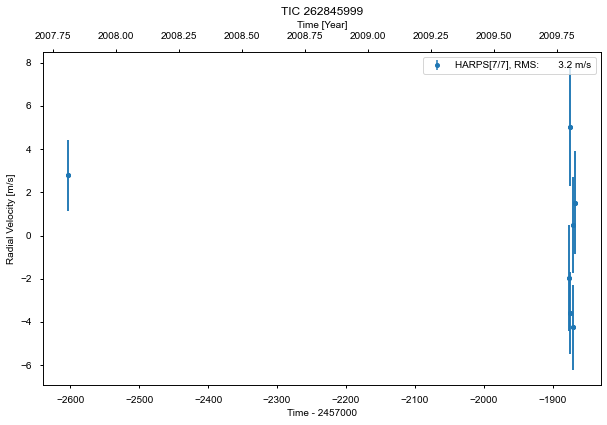 TIC 262845999
Time [Year]
2007.75 2008.00 2008.25 2008.50 2008.75 2009.00 2009.25 2009.50 2009.75
HARPS[7/7], RMS: 3.2 m/s
8
6
4
2
0
−2
−4
−6
Radial Velocity [m/s]
−2600 −2500 −2400 −2300 −2200 −2100 −2000 −1900
Time - 2457000